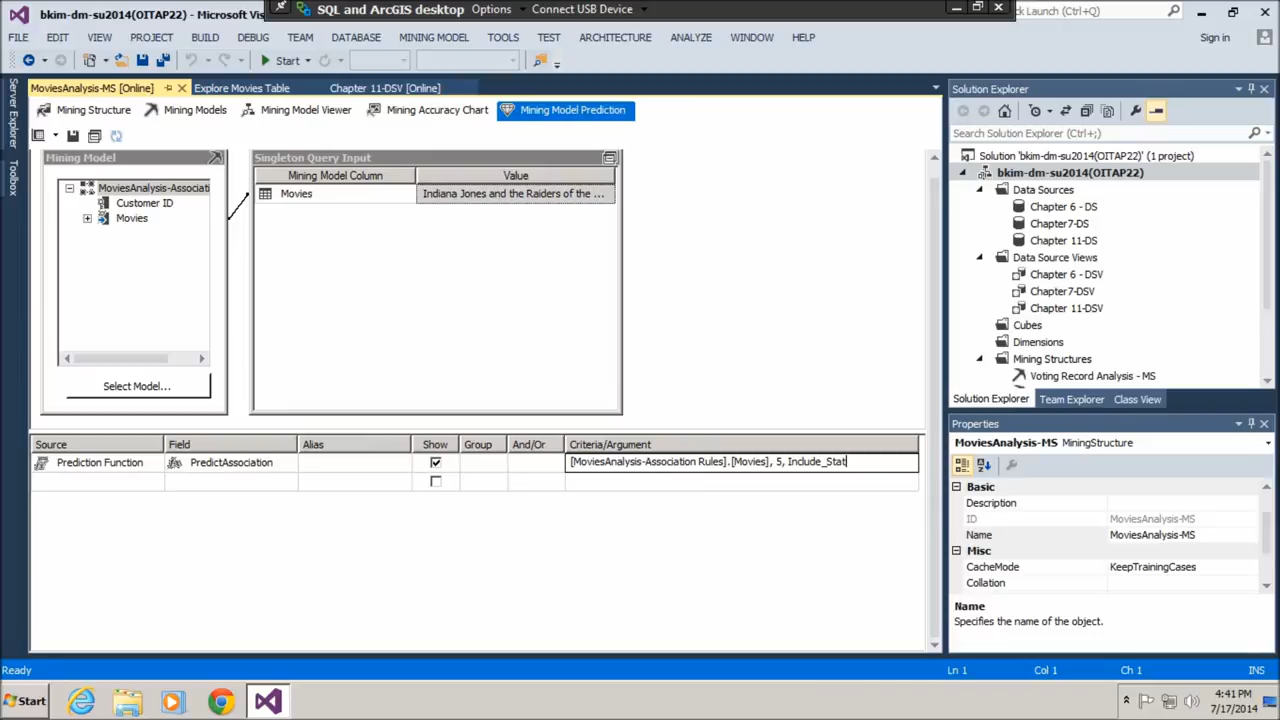 SQL and ArcGIS desktop Options Connect USB Device
bkim-dm-su2014(OITAP22) (1 project) - Microsoft Vis
Launch (Ctrl+Q)
FILE EDIT VIEW PROJECT BUILD DEBUG TEAM DATABASE MINING MODEL TOOLS TEST ARCHITECTURE ANALYZE WINDOW HELP Sign in
Start
MoviesAnalysis-MS [Online] Explore Movies Table Chapter 11-DSV [Online]
Mining Structure Mining Models Mining Model Viewer Mining Accuracy Chart Mining Model Prediction
Server Explorer
Toolbox
Mining Model
MoviesAnalysis-Associati
Customer ID
Movies
Select Model...
Singleton Query Input
Mining Model Column Value
Movies Indiana Jones and the Raiders of the ...
Source Field Alias Show Group And/Or Criteria/Argument
Prediction Function PredictAssociation [MoviesAnalysis-Association Rules].[Movies], 5, Include_Stat
Solution Explorer
Search Solution Explorer (Ctrl+;)
Solution 'bkim-dm-su2014(OITAP22)' (1 project)
bkim-dm-su2014(OITAP22)
Data Sources
Chapter 6 - DS
Chapter7-DS
Chapter 11-DS
Data Source Views
Chapter 6 - DSV
Chapter7-DSV
Chapter 11-DSV
Cubes
Dimensions
Mining Structures
Voting Record Analysis - MS
Solution Explorer Team Explorer Class View
Properties
MoviesAnalysis-MS MiningStructure
Basic
Description
ID MoviesAnalysis-MS
Name MoviesAnalysis-MS
Misc
CacheMode KeepTrainingCases
Collation
Name
Specifies the name of the object.
Ready Ln 1 Col 1 Ch 1 INS
Start
4:41 PM
7/17/2014